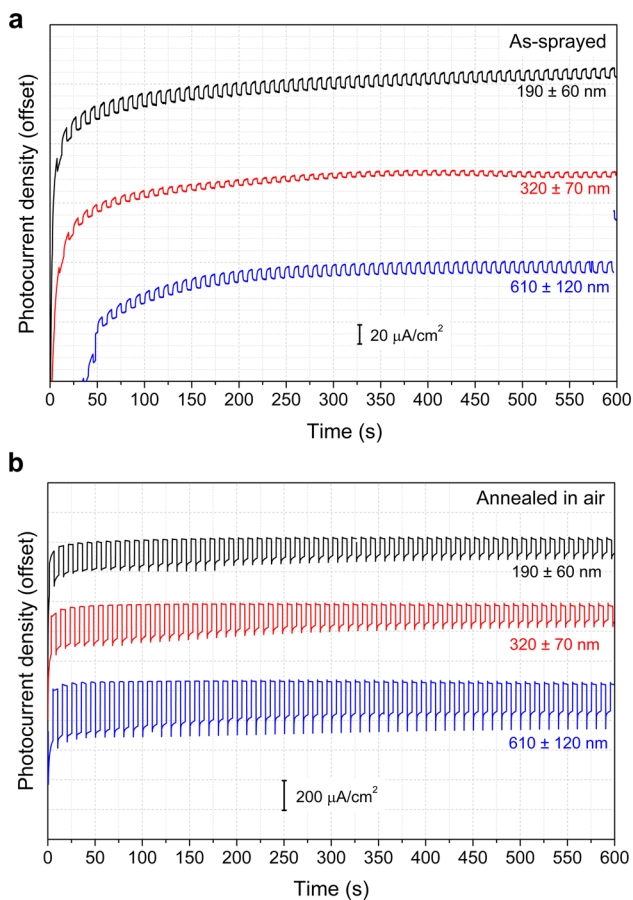 a
As-sprayed
190 ± 60 nm
320 ± 70 nm
610 ± 120 nm
20 μA/cm²
Photocurrent density (offset)
0 50 100 150 200 250 300 350 400 450 500 550 600
Time (s)
b
Annealed in air
190 ± 60 nm
320 ± 70 nm
610 ± 120 nm
200 μA/cm²
Photocurrent density (offset)
0 50 100 150 200 250 300 350 400 450 500 550 600
Time (s)